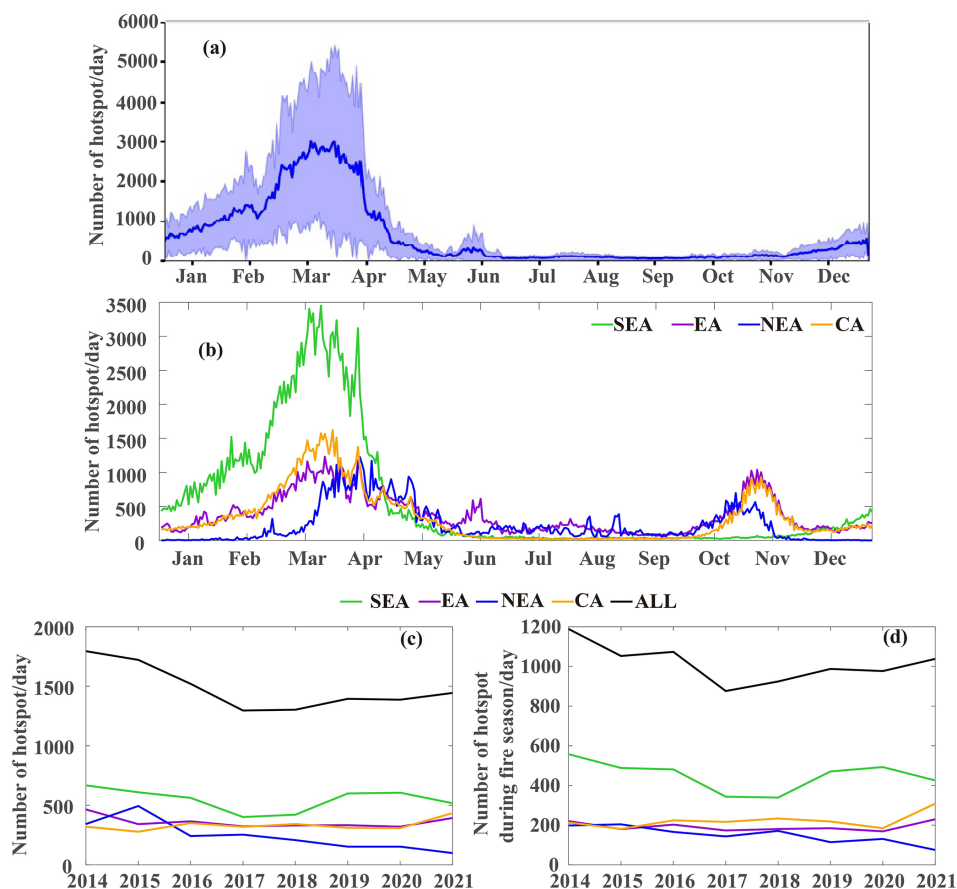 (a)
Number of hotspot/day
6000
5000
4000
3000
2000
1000
0
Jan Feb Mar Apr May Jun Jul Aug Sep Oct Nov Dec
(b)
SEA EA NEA CA
Number of hotspot/day
3500
3000
2500
2000
1500
1000
500
0
Jan Feb Mar Apr May Jun Jul Aug Sep Oct Nov Dec
SEA EA NEA CA ALL
(c)
Number of hotspot/day
2000
1500
1000
500
0
2014 2015 2016 2017 2018 2019 2020 2021
(d)
Number of hotspot
during fire season/day
1200
1000
800
600
400
200
0
2014 2015 2016 2017 2018 2019 2020 2021